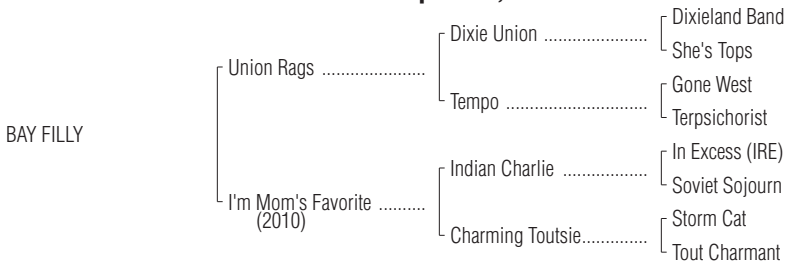 Dixieland Band
Dixie Union ......................
She's Tops
Union Rags ......................
Gone West
Tempo ..............................
Terpsichorist
BAY FILLY
In Excess (IRE)
Indian Charlie ..................
Soviet Sojourn
I'm Mom's Favorite ..........
(2010)
Storm Cat
Charming Toutsie..............
Tout Charmant